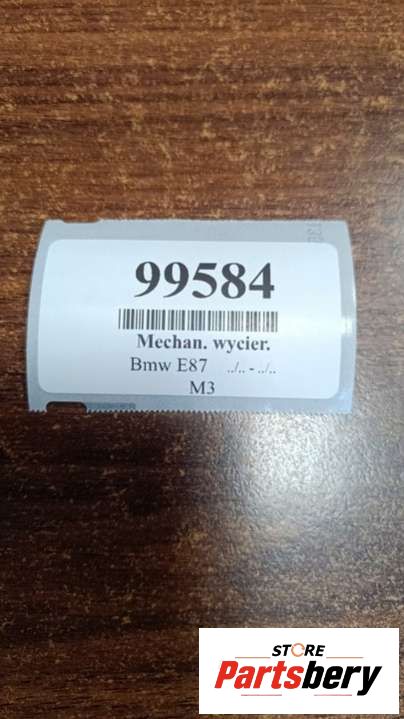 99584
Mechan. wycier.
Bmw E87 ../.. - ../..
M3
STORE
Partsbery